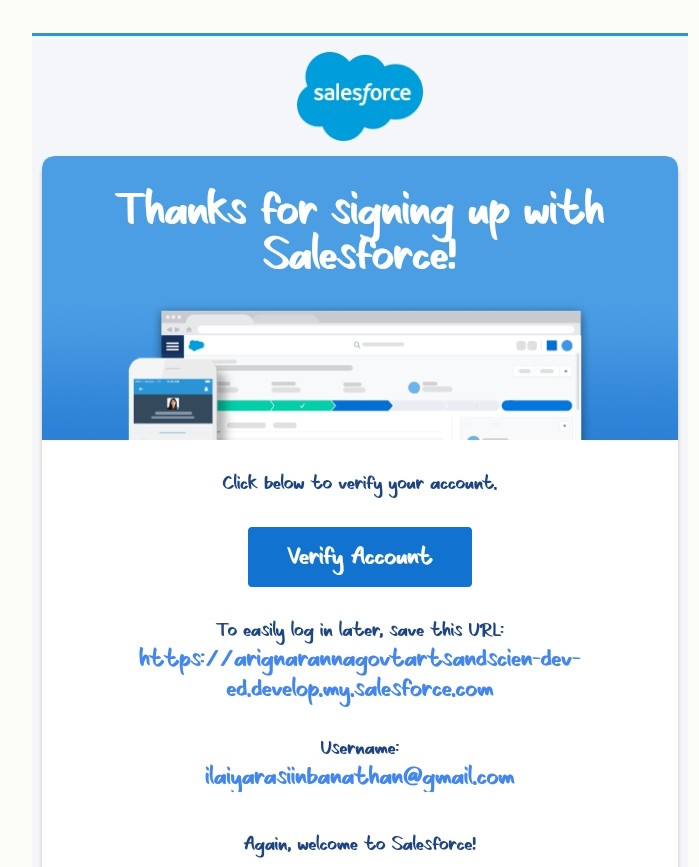 salesforce
Thanks for signing up with
Salesforce!
Click below to verify your account.
Verify Account
To easily log in later, save this URL:
https://arignarannagovtartsandscien-dev-
ed.develop.my.salesforce.com
Username:
ilaiyarasiinbanathan@gmail.com
Again, welcome to Salesforce!